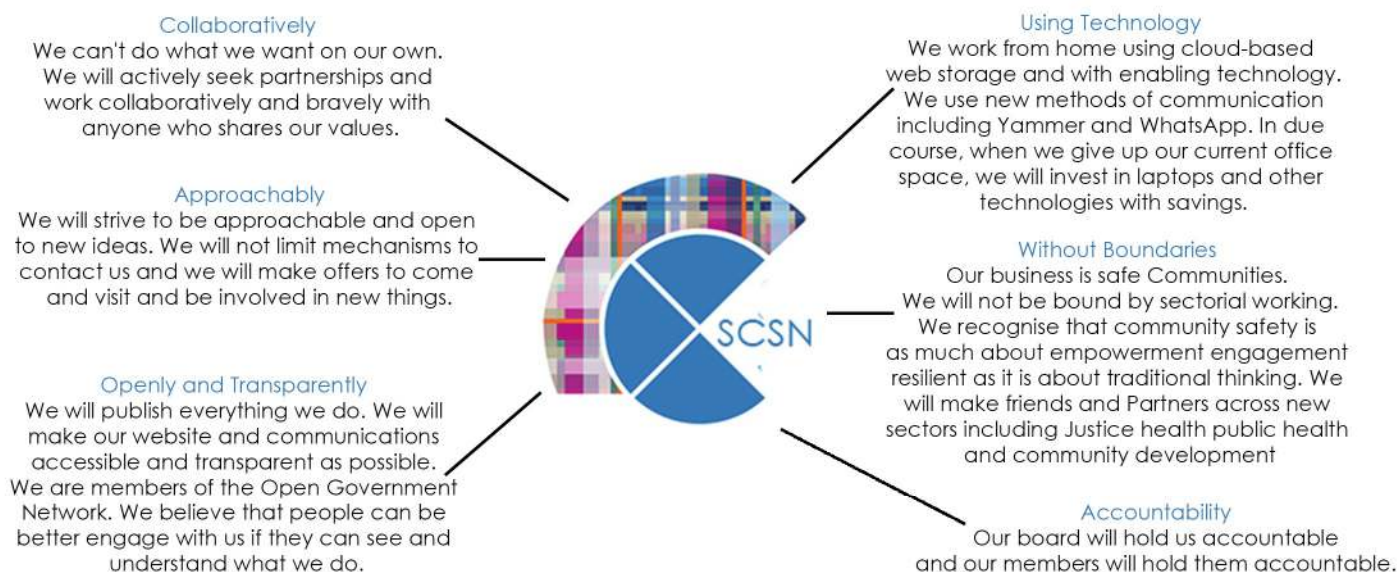 Collaboratively
We can't do what we want on our own.
We will actively seek partnerships and
work collaboratively and bravely with
anyone who shares our values.
Approachably
We will strive to be approachable and open
to new ideas. We will not limit mechanisms to
contact us and we will make offers to come
and visit and be involved in new things.
Openly and Transparently
We will publish everything we do. We will
make our website and communications
accessible and transparent as possible.
We are members of the Open Government
Network. We believe that people can be
better engage with us if they can see and
understand what we do.
SCSN
Using Technology
We work from home using cloud-based
web storage and with enabling technology.
We use new methods of communication
including Yammer and WhatsApp. In due
course, when we give up our current office
space, we will invest in laptops and other
technologies with savings.
Without Boundaries
Our business is safe Communities.
We will not be bound by sectorial working.
We recognise that community safety is
as much about empowerment engagement
resilient as it is about traditional thinking. We
will make friends and Partners across new
sectors including Justice health public health
and community development
Accountability
Our board will hold us accountable
and our members will hold them accountable.